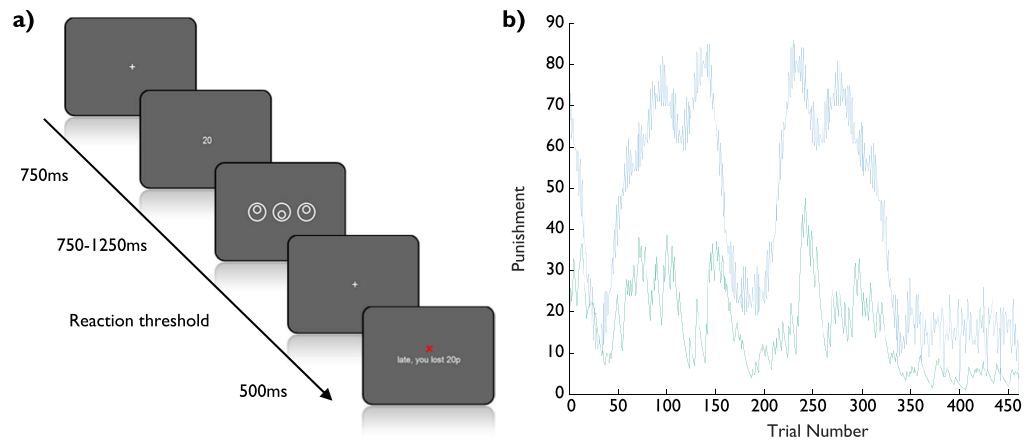 a)
+
20
+
x
late, you lost 20p
750ms
750-1250ms
Reaction threshold
500ms
b)
90
80
70
60
50
40
30
20
10
0
Punishment
0 50 100 150 200 250 300 350 400 450
Trial Number